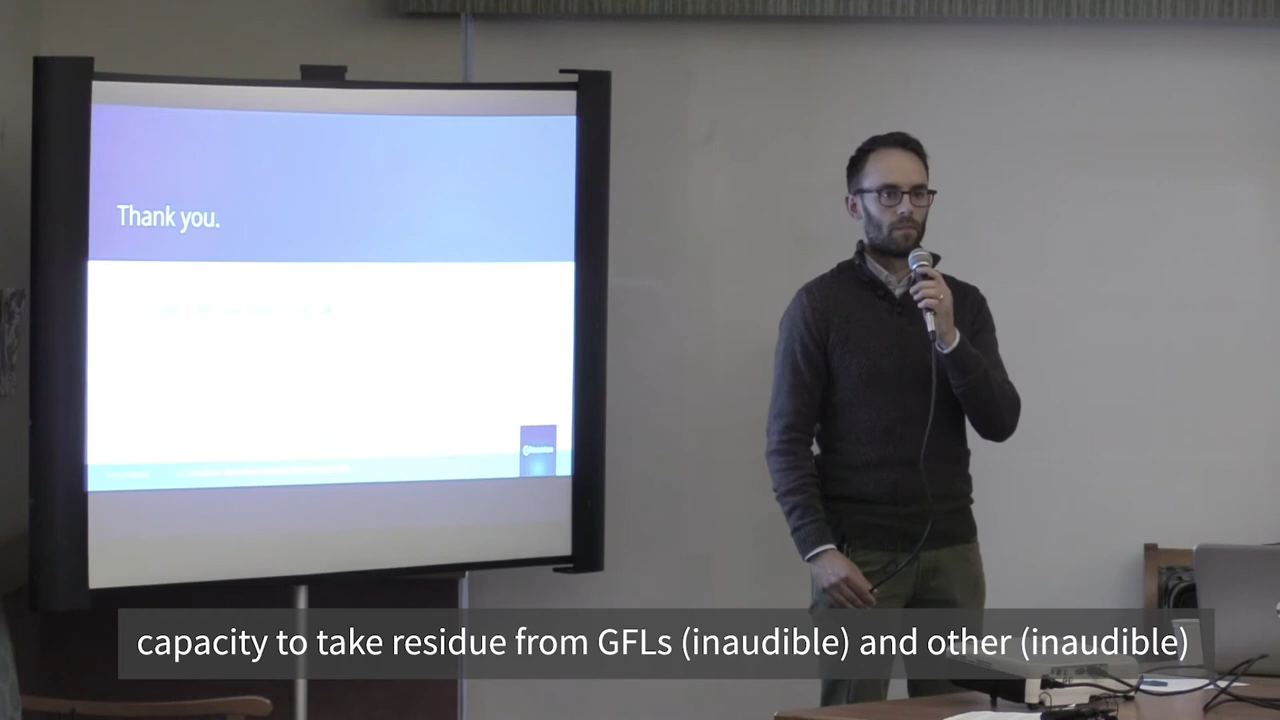 Thank you.
capacity to take residue from GFLs (inaudible) and other (inaudible)